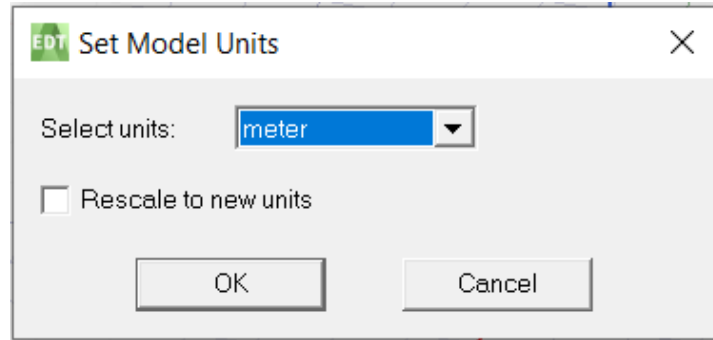 EDT Set Model Units
Select units: meter
Rescale to new units
OK Cancel